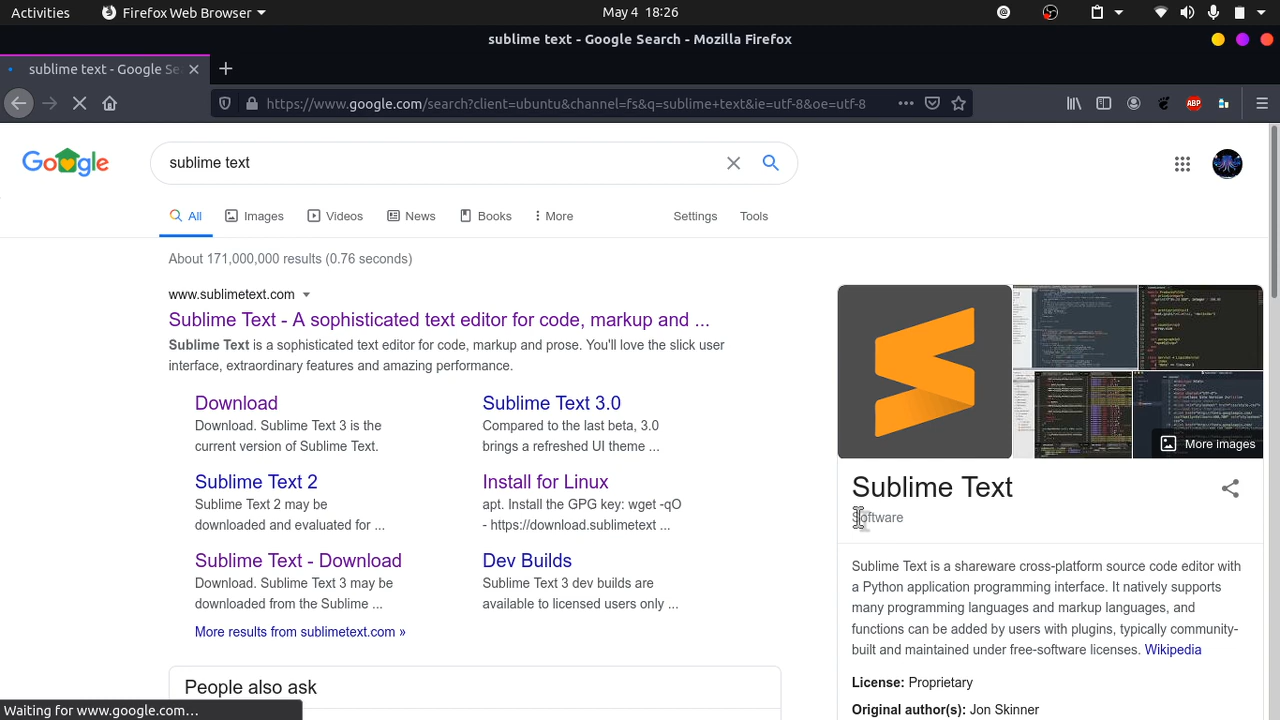 Activities
Firefox Web Browser
May 4 18:26
sublime text - Google Search - Mozilla Firefox
sublime text - Google Se
https://www.google.com/search?client=ubuntu&channel=fs&q=sublime+text&ie=utf-8&oe=utf-8
ABP
Google
sublime text
All
Images
Videos
News
Books
More
Settings
Tools
About 171,000,000 results (0.76 seconds)
www.sublimetext.com
Sublime Text - A sophisticated text editor for code, markup and ...
Sublime Text is a sophisticated text editor for code, markup and prose. You'll love the slick user
interface, extraordinary features and amazing performance.
Download
Download. Sublime Text 3 is the
current version of Sublime ...
Sublime Text 3.0
Compared to the last beta, 3.0
Sublime Text 2
Sublime Text 2 may be
downloaded and evaluated for ...
Install for Linux
apt. Install the GPG key: wget -qO
- https://download.sublimetext ...
Sublime Text - Download
Download. Sublime Text 3 may be
downloaded from the Sublime ...
Dev Builds
Sublime Text 3 dev builds are
available to licensed users only ...
More results from sublimetext.com »
People also ask
More images
Sublime Text
Software
Sublime Text is a shareware cross-platform source code editor with
a Python application programming interface. It natively supports
many programming languages and markup languages, and
functions can be added by users with plugins, typically community-
built and maintained under free-software licenses. Wikipedia
License: Proprietary
Original author(s): Jon Skinner
Waiting for www.google.com…